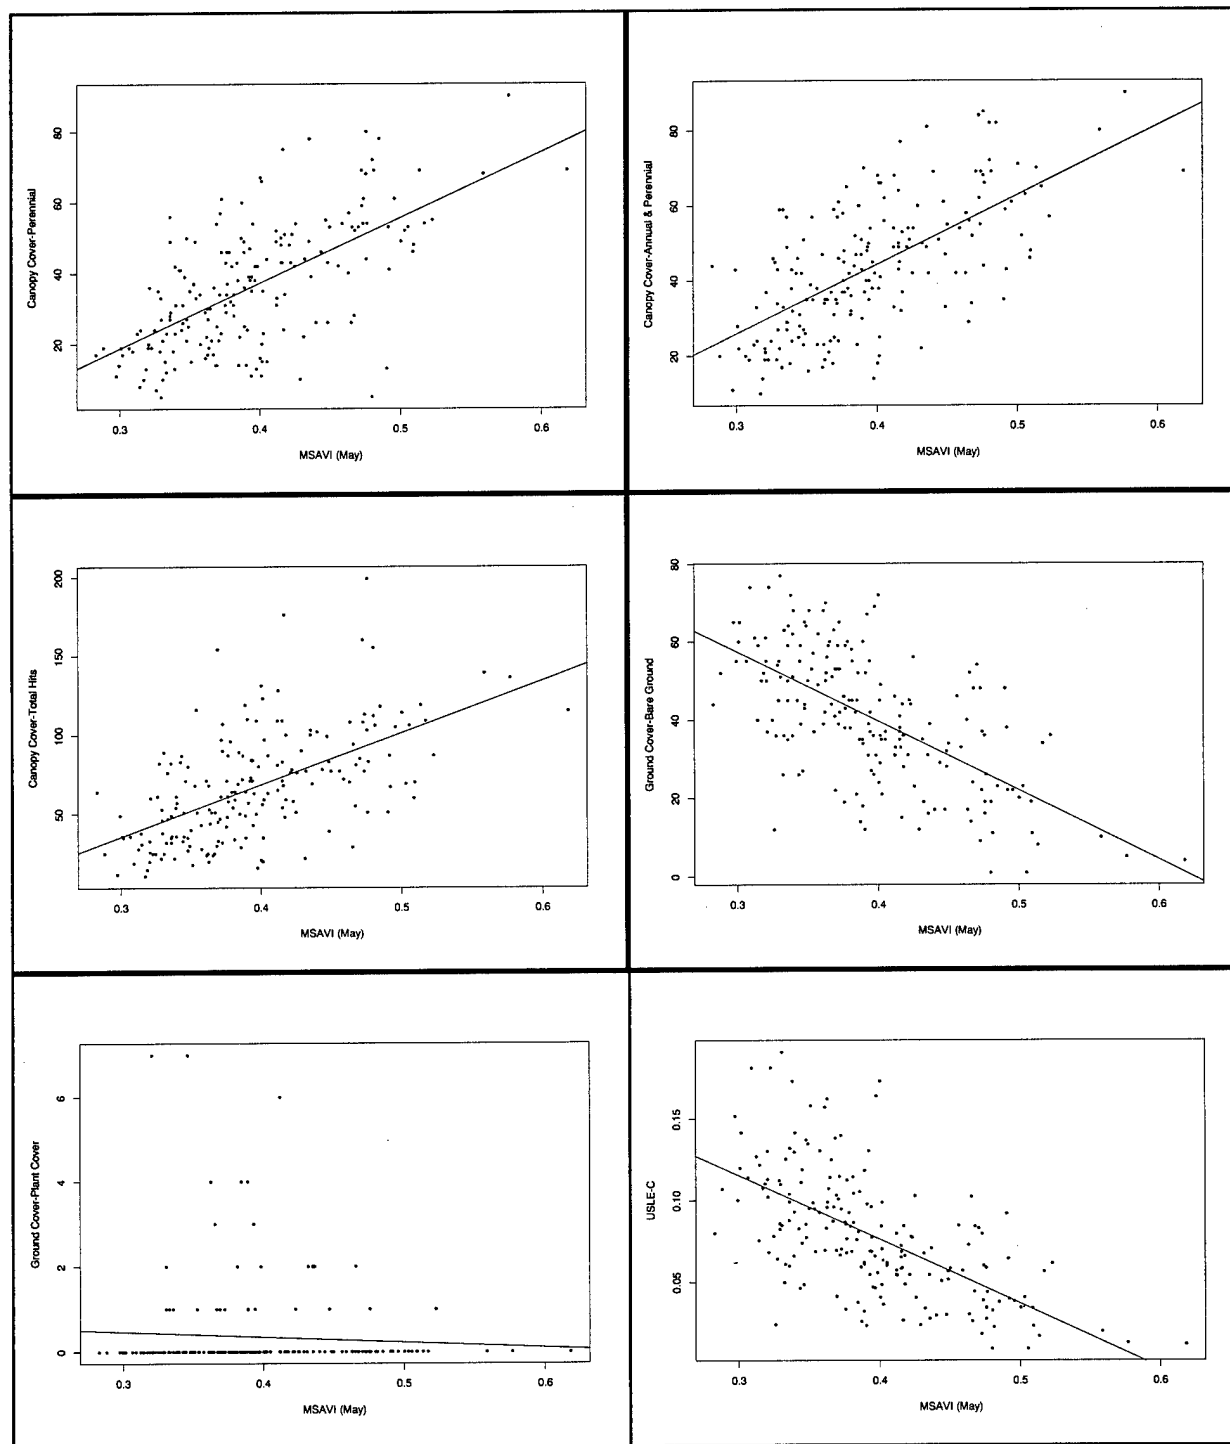 Canopy Cover-Perennial
80
60
40
20
0.3 0.4 0.5 0.6
MSAVI (May)
Canopy Cover-Annual & Perennial
80
60
40
20
0.3 0.4 0.5 0.6
MSAVI (May)
Canopy Cover-Total Hits
200
150
100
50
0.3 0.4 0.5 0.6
MSAVI (May)
Ground Cover-Bare Ground
80
60
40
20
0
0.3 0.4 0.5 0.6
MSAVI (May)
Ground Cover-Plant Cover
6
4
2
0
0.3 0.4 0.5 0.6
MSAVI (May)
USLE-C
0.15
0.10
0.05
0.3 0.4 0.5 0.6
MSAVI (May)